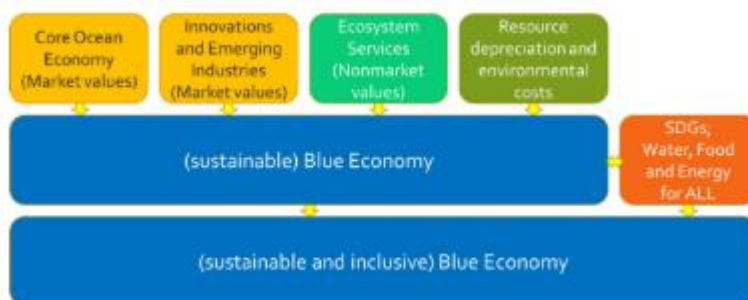 Core Ocean
Economy
(Market values)
Innovations
and Emerging
Industries
(Market values)
Ecosystem
Services
(Nonmarket
values)
Resource
depreciation and
environmental
costs
(sustainable) Blue Economy
SDGs,
Water, Food
and Energy
for ALL
(sustainable and inclusive) Blue Economy